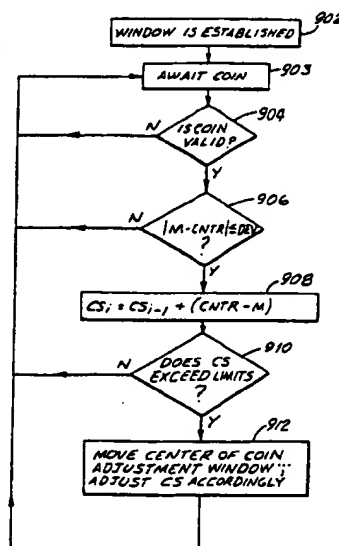 902
WINDOW IS ESTABLISHED
903
AWAIT COIN
904
N
IS COIN
VALID?
Y
906
N
|M-CNTR|≤DEV
?
Y
908
CSi = CSi-1 + (CNTR-M)
910
N
DOES CS
EXCEED LIMITS
?
Y
912
MOVE CENTER OF COIN
ADJUSTMENT WINDOW;
ADJUST CS ACCORDINGLY